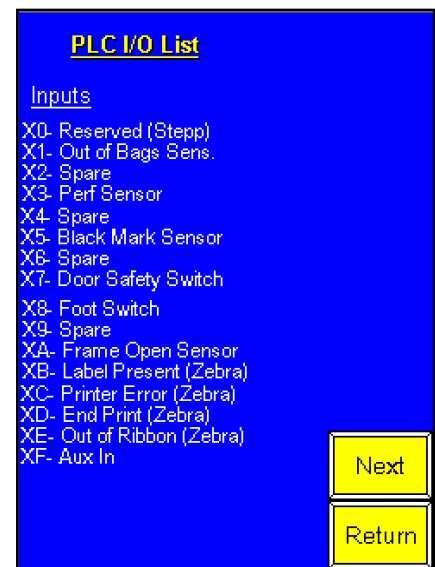 PLC I/O List
Inputs
X0- Reserved (Stepp)
X1- Out of Bags Sens.
X2- Spare
X3- Perf Sensor
X4- Spare
X5- Black Mark Sensor
X6- Spare
X7- Door Safety Switch
X8- Foot Switch
X9- Spare
XA- Frame Open Sensor
XB- Label Present (Zebra)
XC- Printer Error (Zebra)
XD- End Print (Zebra)
XE- Out of Ribbon (Zebra)
XF- Aux In
Next
Return